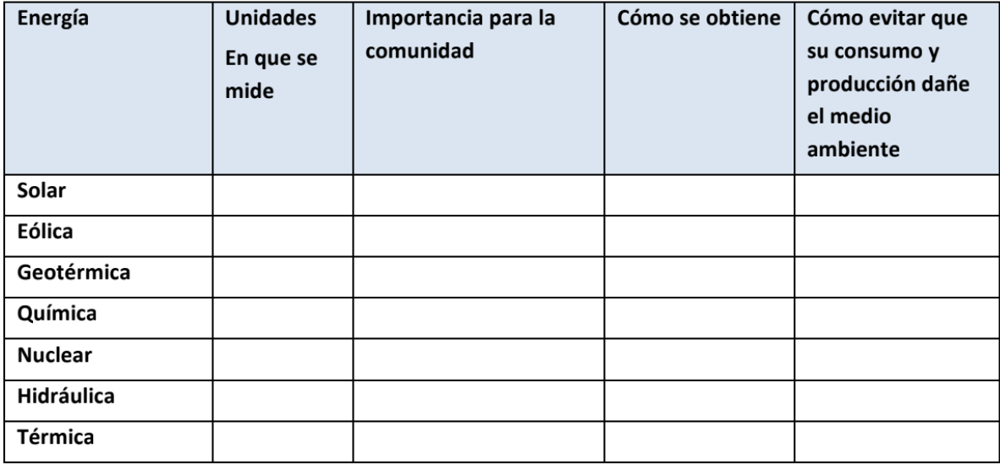 Energía
Unidades
En que se
mide
Importancia para la
comunidad
Cómo se obtiene
Cómo evitar que
su consumo y
producción dañe
el medio
ambiente
Solar
Eólica
Geotérmica
Química
Nuclear
Hidráulica
Térmica